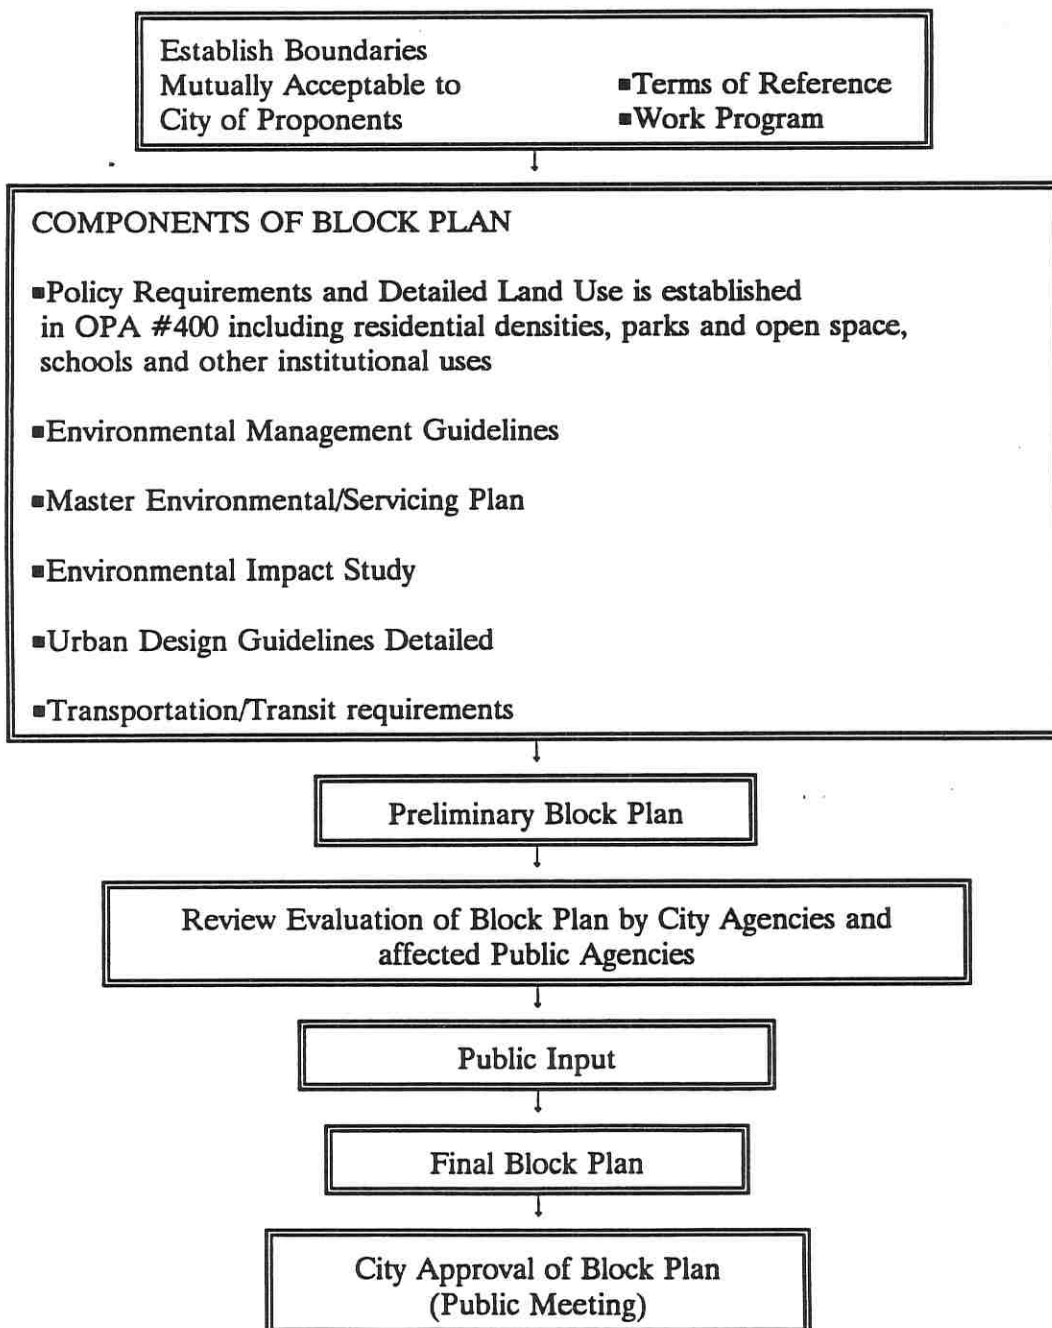 Establish Boundaries
Mutually Acceptable to ▪Terms of Reference
City of Proponents ▪Work Program
COMPONENTS OF BLOCK PLAN
▪Policy Requirements and Detailed Land Use is established
in OPA #400 including residential densities, parks and open space,
schools and other institutional uses
▪Environmental Management Guidelines
▪Master Environmental/Servicing Plan
▪Environmental Impact Study
▪Urban Design Guidelines Detailed
▪Transportation/Transit requirements
Preliminary Block Plan
Review Evaluation of Block Plan by City Agencies and
affected Public Agencies
Public Input
Final Block Plan
City Approval of Block Plan
(Public Meeting)